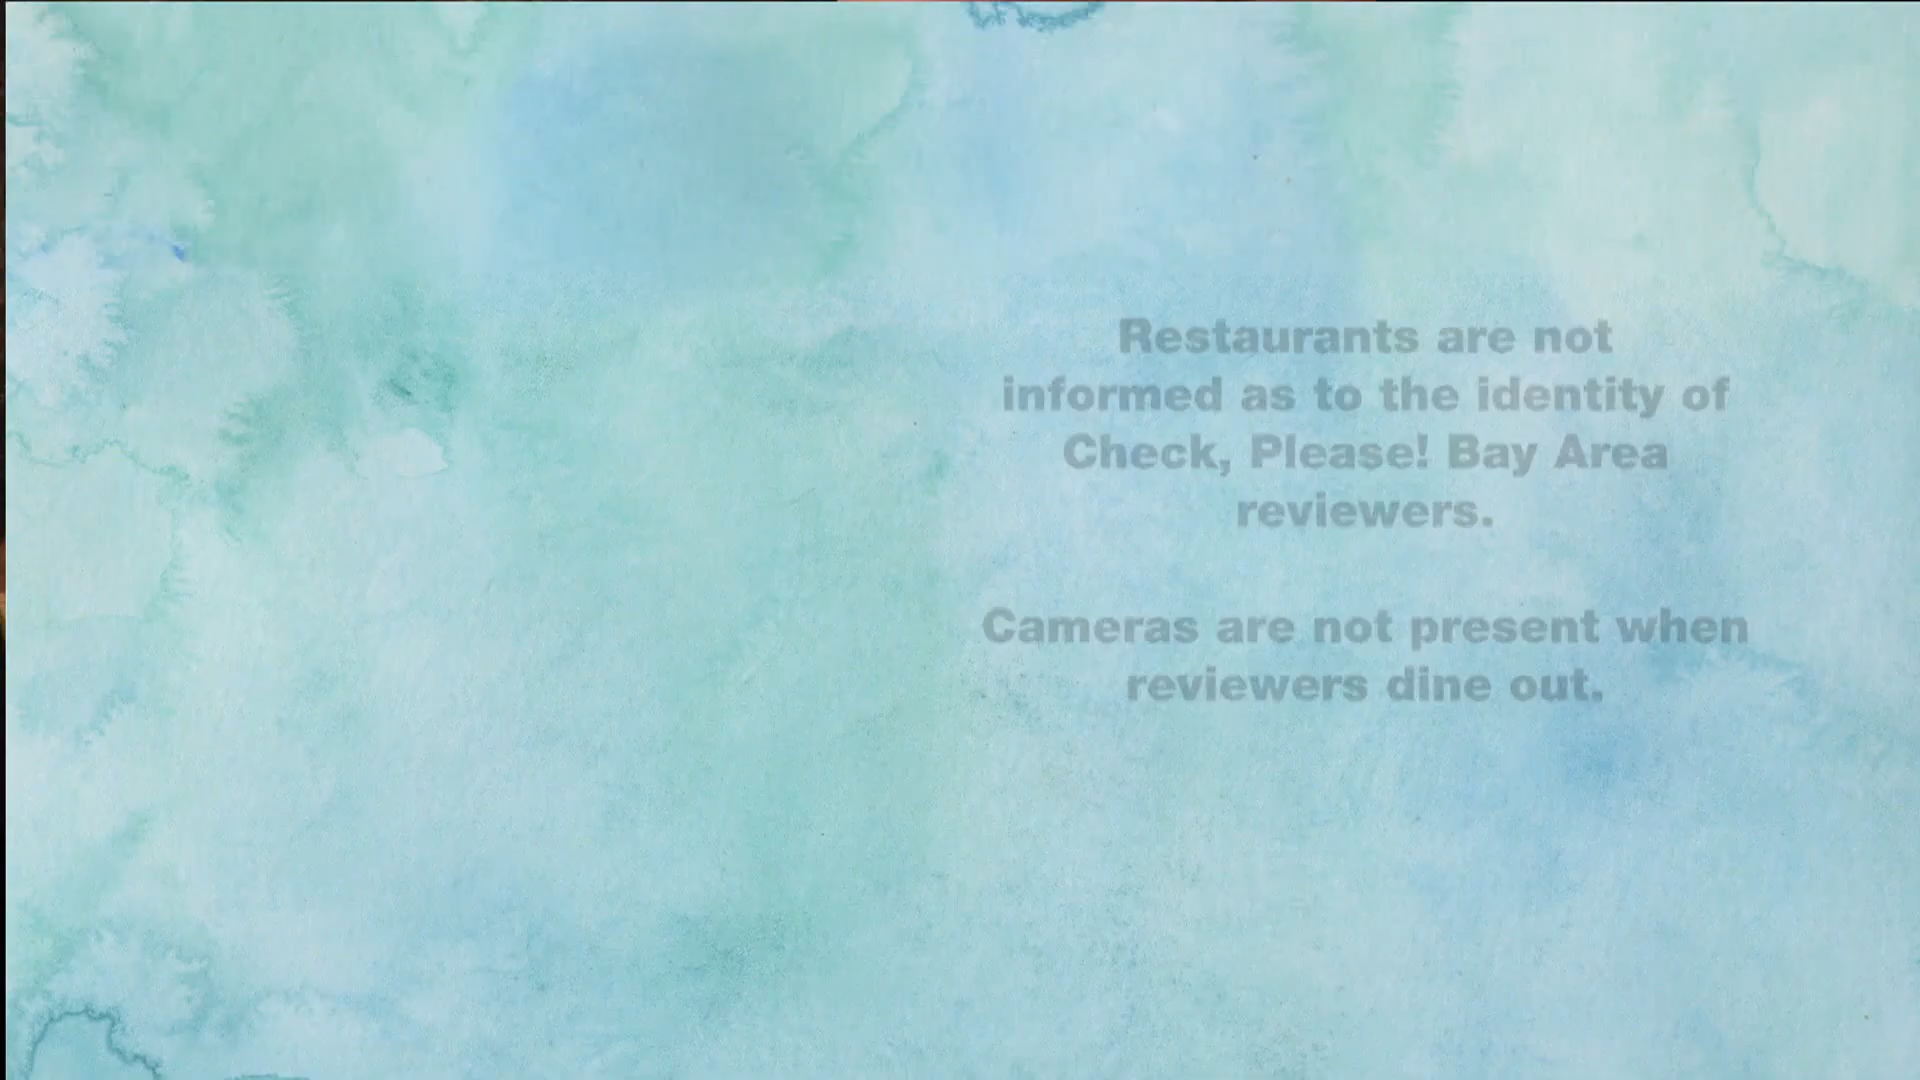 Restaurants are not
informed as to the identity of
Check, Please! Bay Area
reviewers.
Cameras are not present when
reviewers dine out.